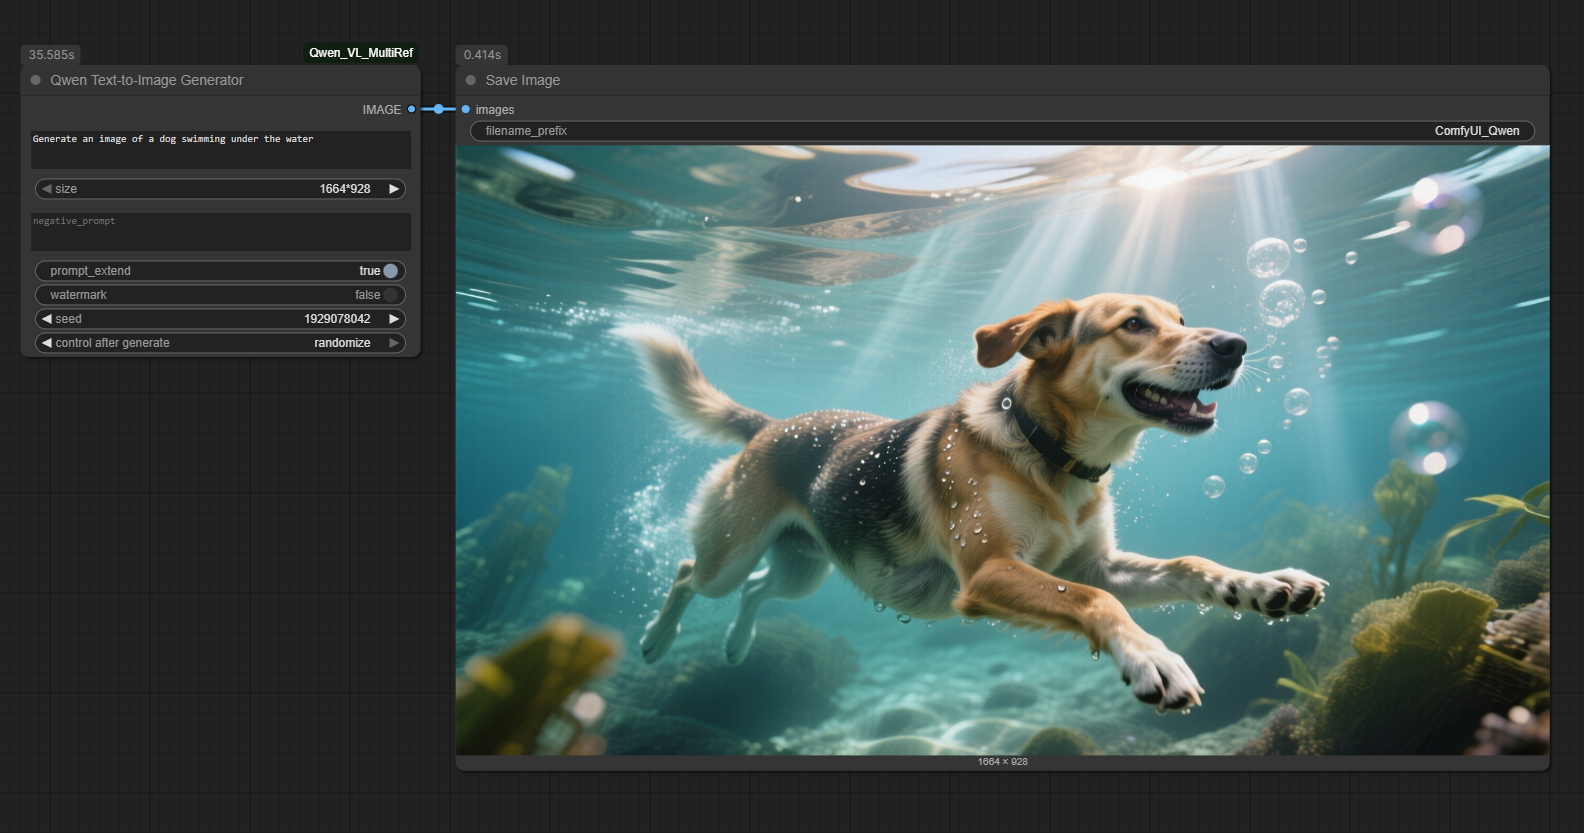 35.585s
Qwen_VL_MultiRef
Qwen Text-to-Image Generator
IMAGE
Generate an image of a dog swimming under the water
size 1664*928
negative_prompt
prompt_extend true
watermark false
seed 1929078042
control after generate randomize
0.414s
Save Image
images
filename_prefix ComfyUI_Qwen
1664 × 928